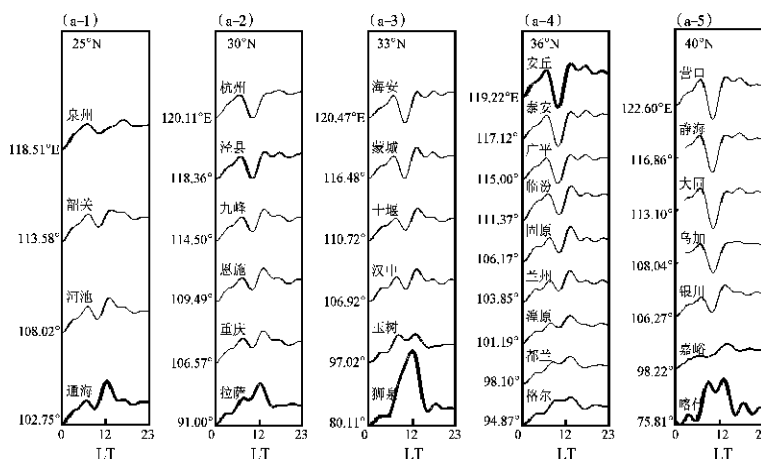 (a-1)
25°N
泉州
118.51°E
韶关
113.58°
河池
108.02°
通海
102.75°
0 12 23
LT
(a-2)
30°N
杭州
120.11°E
泾县
118.36°
九峰
114.50°
恩施
109.49°
重庆
106.57°
拉萨
91.00°
0 12 23
LT
(a-3)
33°N
海安
120.47°E
蒙城
116.48°
十堰
110.72°
汉中
106.92°
玉树
97.02°
狮泉
80.11°
0 12 23
LT
(a-4)
36°N
安丘
119.22°E
泰安
117.12°
广平
115.00°
临汾
111.37°
固原
106.17°
兰州
103.85°
漳原
101.19°
都兰
98.10°
格尔
94.87°
0 12 23
LT
(a-5)
40°N
营口
122.60°E
静海
116.86°
大同
113.10°
乌加
108.04°
银川
106.27°
嘉峪
98.22°
喀什
75.81°
0 12 23
LT